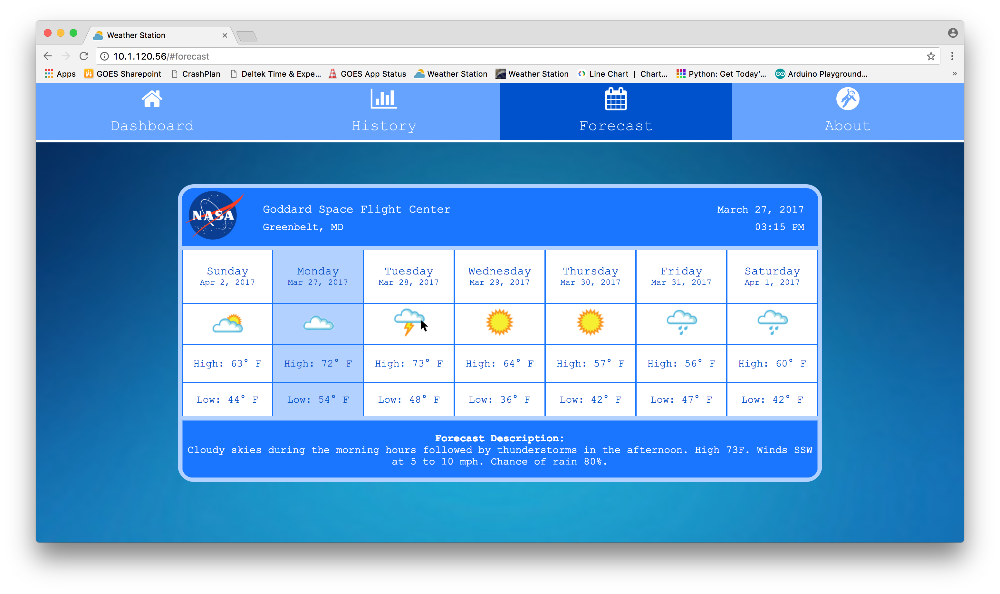 Weather Station
10.1.120.56/#forecast
Apps GOES Sharepoint CrashPlan Deltek Time & Expe... GOES App Status Weather Station Weather Station Line Chart | Chart... Python: Get Today’... Arduino Playground... »
Dashboard History Forecast About
NASA
Goddard Space Flight Center March 27, 2017
Greenbelt, MD 03:15 PM
Sunday Monday Tuesday Wednesday Thursday Friday Saturday
Apr 2, 2017 Mar 27, 2017 Mar 28, 2017 Mar 29, 2017 Mar 30, 2017 Mar 31, 2017 Apr 1, 2017
High: 63° F High: 72° F High: 73° F High: 64° F High: 57° F High: 56° F High: 60° F
Low: 44° F Low: 54° F Low: 48° F Low: 36° F Low: 42° F Low: 47° F Low: 42° F
Forecast Description:
Cloudy skies during the morning hours followed by thunderstorms in the afternoon. High 73F. Winds SSW
at 5 to 10 mph. Chance of rain 80%.